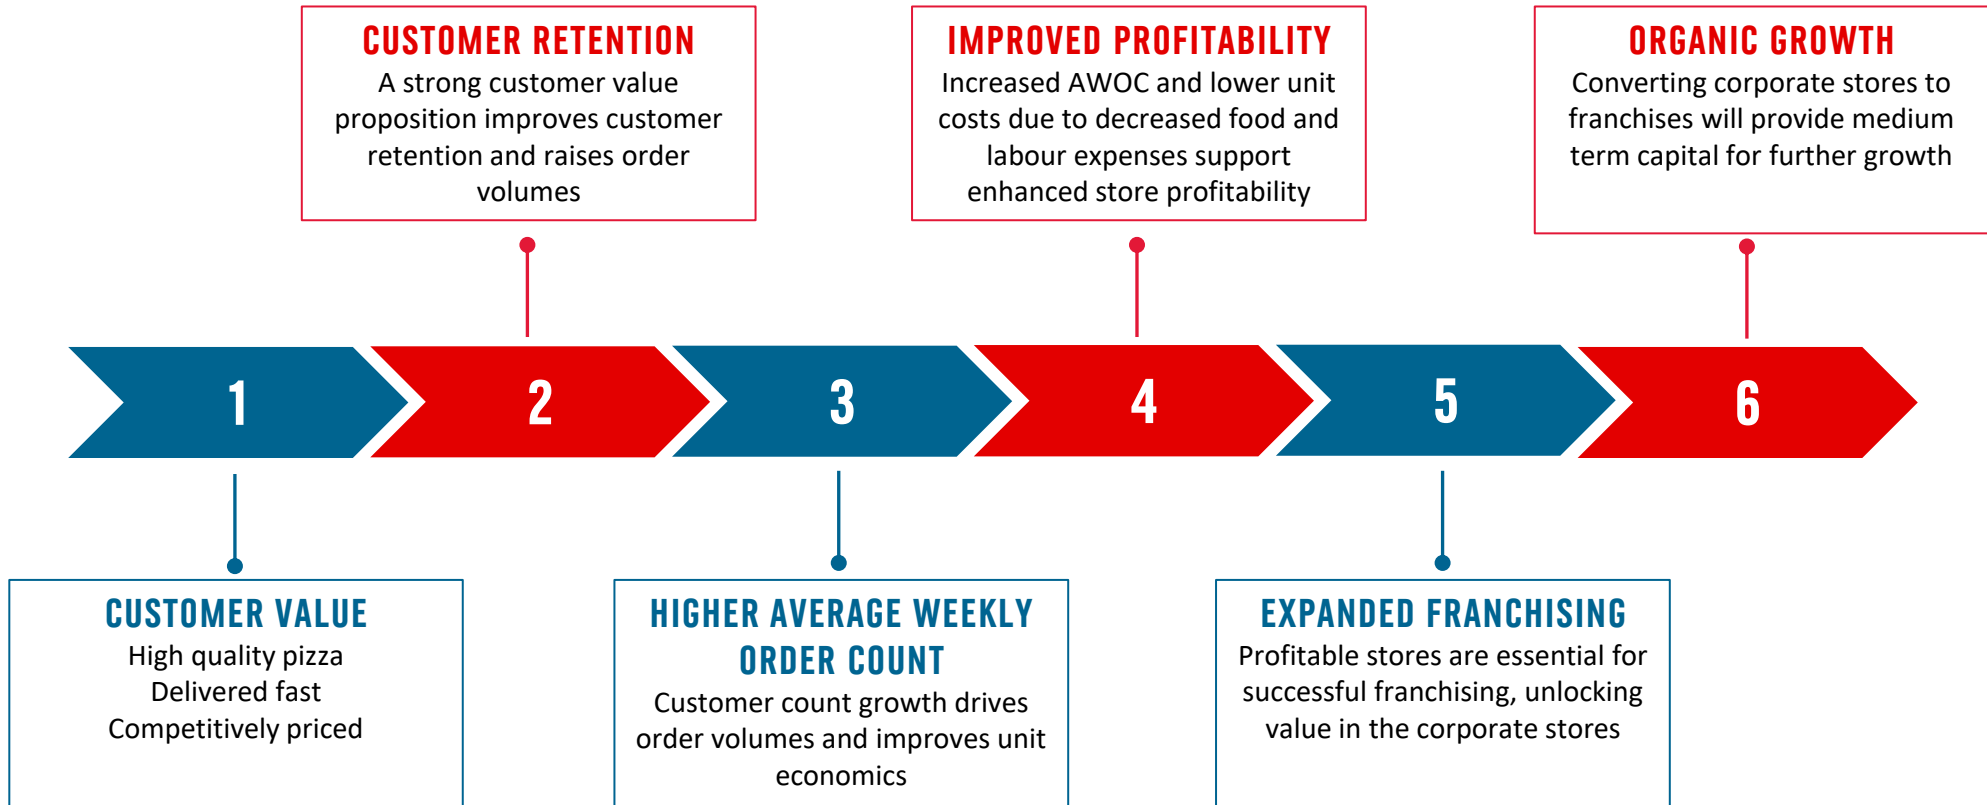 CUSTOMER RETENTION
A strong customer value
proposition improves customer
retention and raises order
volumes
IMPROVED PROFITABILITY
Increased AWOC and lower unit
costs due to decreased food and
labour expenses support
enhanced store profitability
ORGANIC GROWTH
Converting corporate stores to
franchises will provide medium
term capital for further growth
1
2
3
4
5
6
CUSTOMER VALUE
High quality pizza
Delivered fast
Competitively priced
HIGHER AVERAGE WEEKLY
ORDER COUNT
Customer count growth drives
order volumes and improves unit
economics
EXPANDED FRANCHISING
Profitable stores are essential for
successful franchising, unlocking
value in the corporate stores